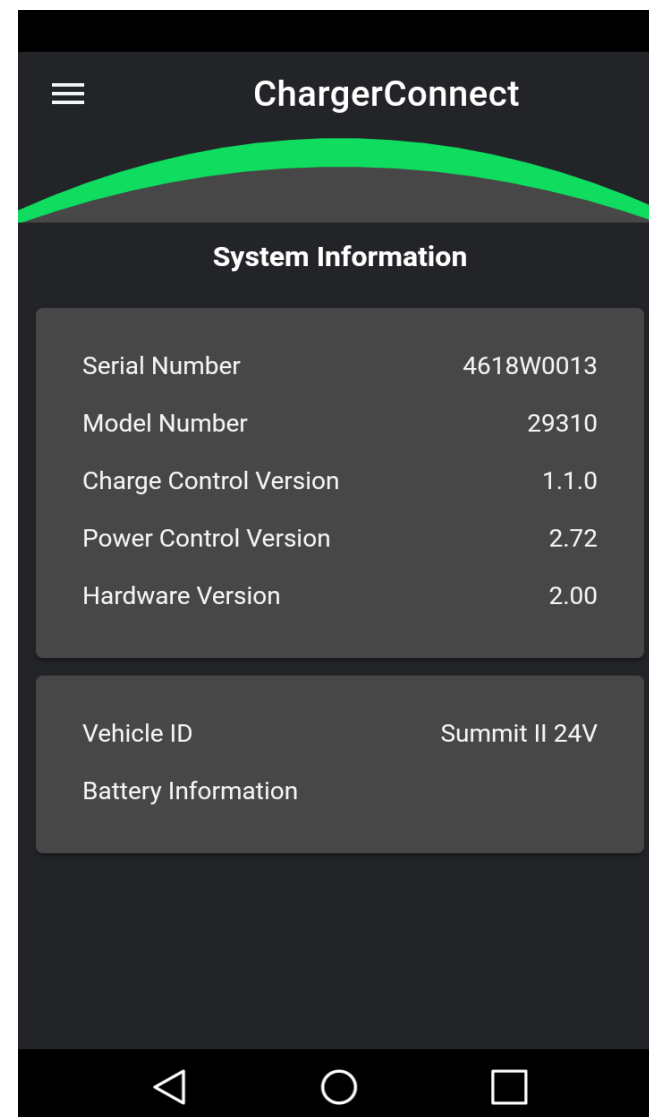 ChargerConnect
System Information
Serial Number 4618W0013
Model Number 29310
Charge Control Version 1.1.0
Power Control Version 2.72
Hardware Version 2.00
Vehicle ID Summit II 24V
Battery Information